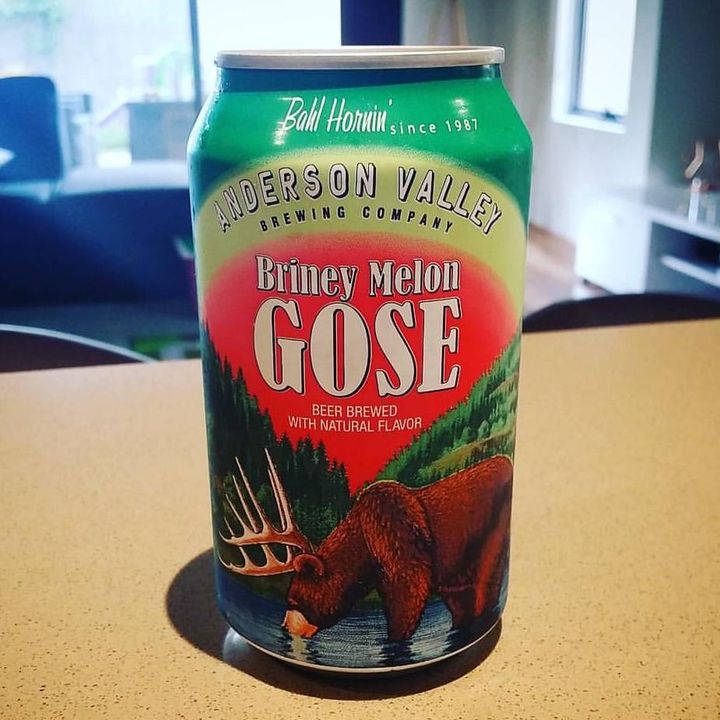 Bahl Hornin' since 1987
ANDERSON VALLEY
BREWING COMPANY
Briney Melon
GOSE
BEER BREWED
WITH NATURAL FLAVOR